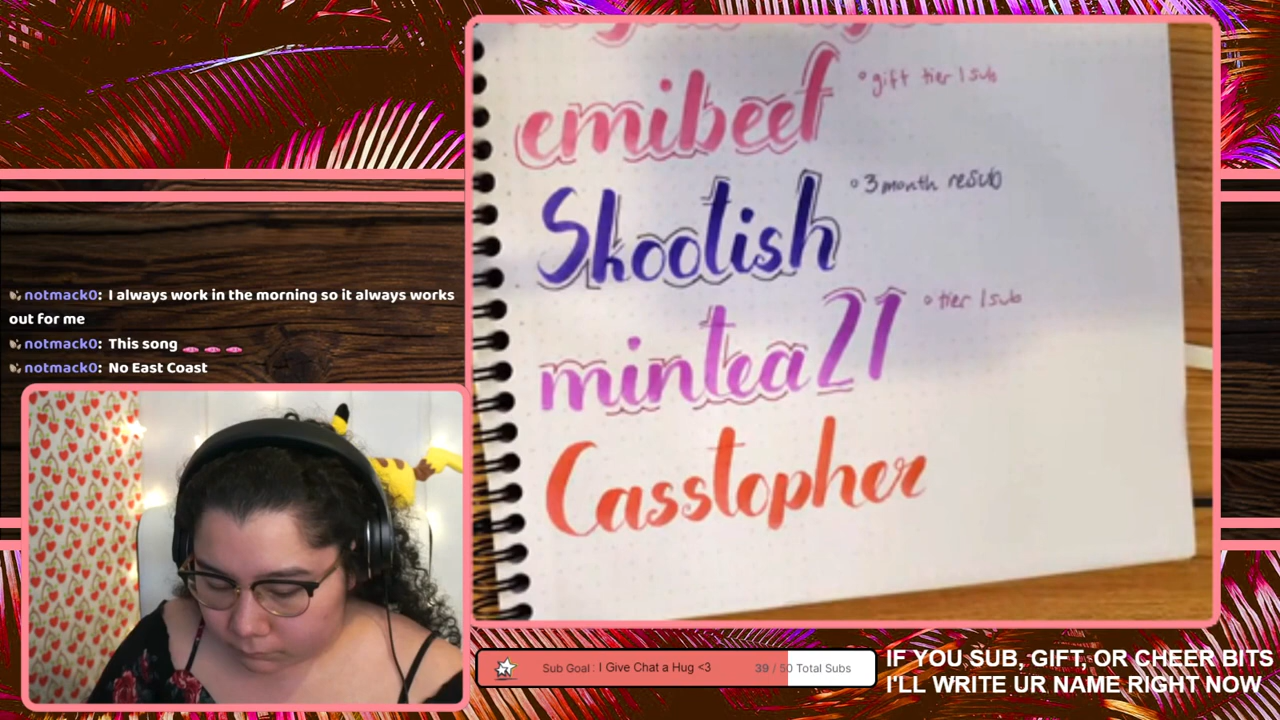 emibeef
° gift tier 1 sub
Skootish
° 3 month resub
mintea21
° tier 1 sub
Casstopher
notmack0: I always work in the morning so it always works
out for me
notmack0: This song
notmack0: No East Coast
Sub Goal: I Give Chat a Hug <3 39 / 50 Total Subs
IF YOU SUB, GIFT, OR CHEER BITS
I'LL WRITE UR NAME RIGHT NOW